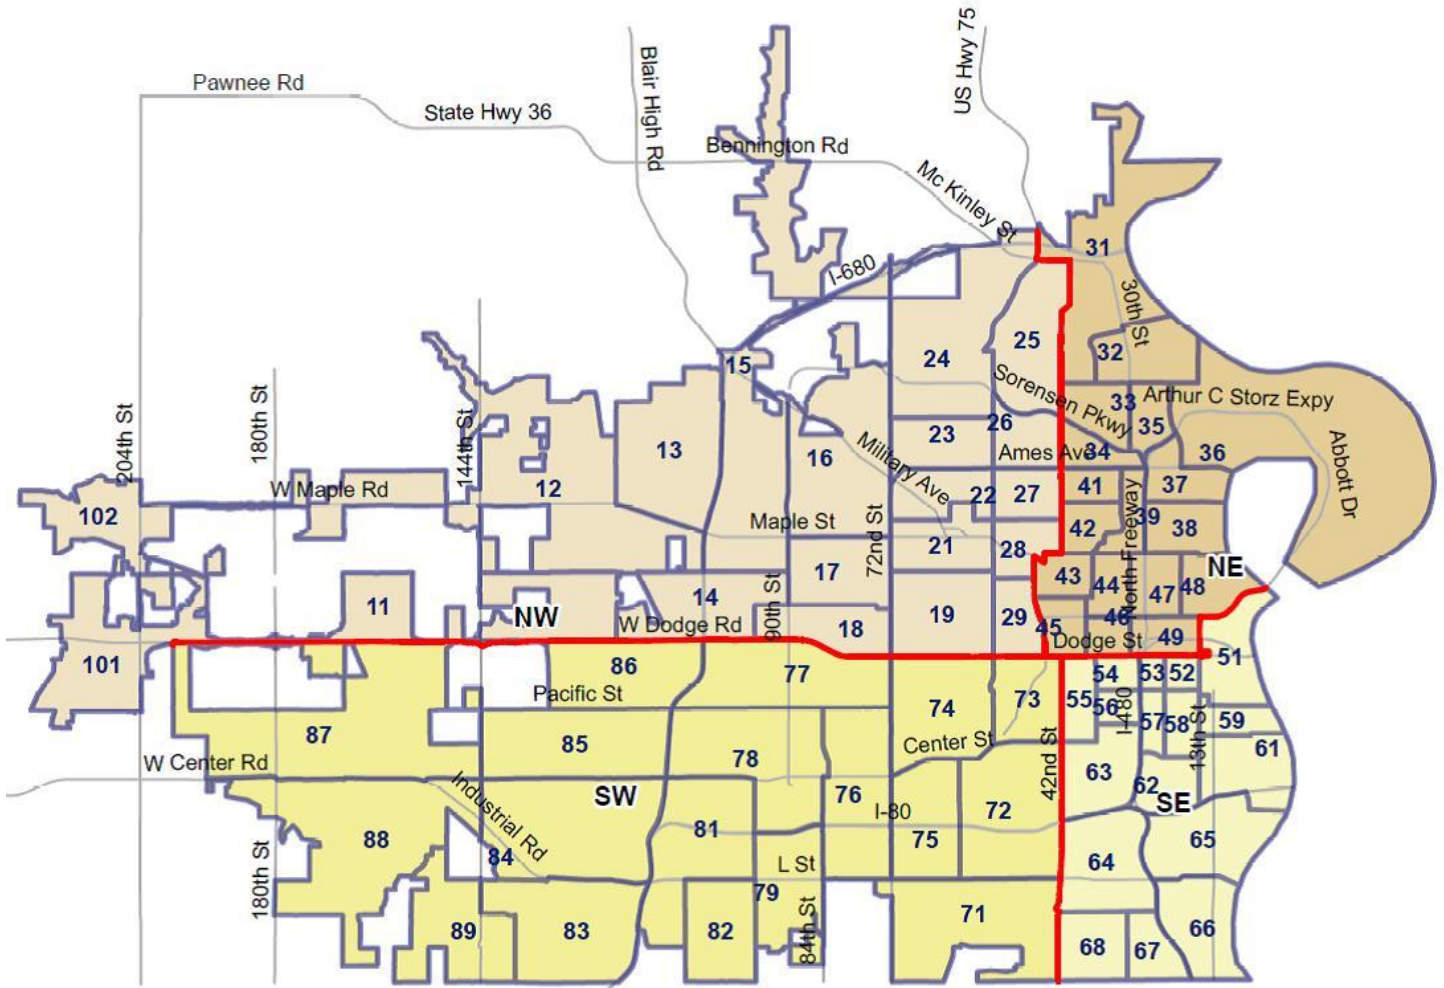 US Hwy 75
Blair High Rd
Pawnee Rd
State Hwy 36
Bennington Rd
Mc Kinley St
31
I-680
30th St
25
32
24
15
Sorensen Pkwy
33
Arthur C Storz Expy
204th St
180th St
144th St
26
35
23
Military Ave
Abbott Dr
13
16
Ames Ave
34
36
W Maple Rd
12
22
27
41
37
102
Maple St
72nd St
North Freeway
39
42
38
21
28
17
NE
43
44
47
48
14
11
90th St
NW
W Dodge Rd
18
19
29
45
46
Dodge St
49
101
51
86
77
54
53
52
Pacific St
74
73
55
56
I-480
57
58
13th St
59
87
85
Center St
42nd St
61
W Center Rd
78
63
62
SW
76
SE
Industrial Rd
I-80
72
81
75
88
84
65
180th St
L St
64
79
84th St
71
89
83
82
66
68
67